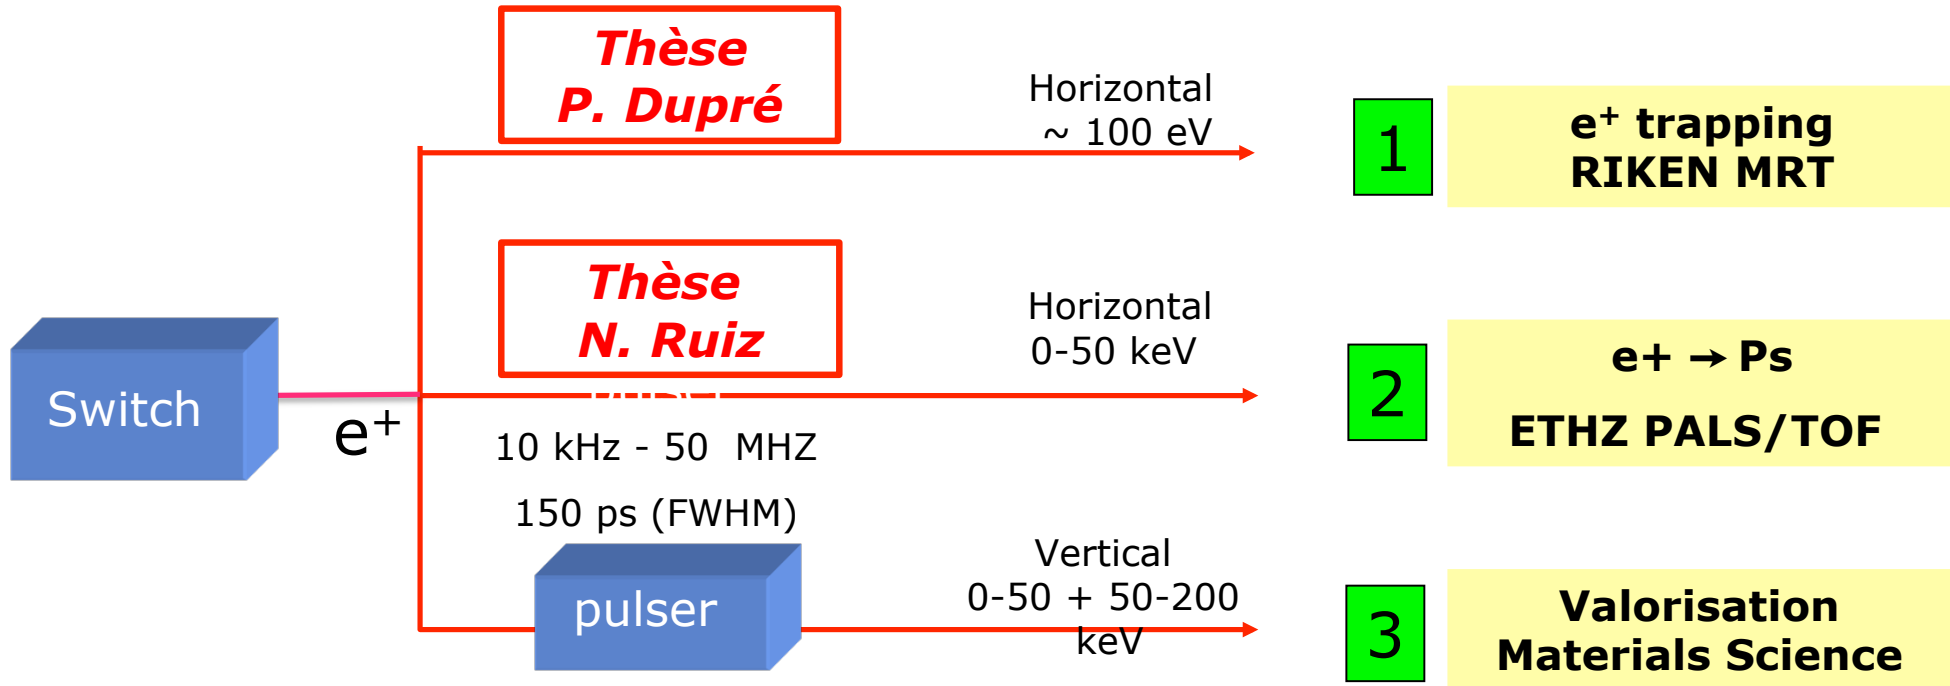 Thèse
P. Dupré
Horizontal
~ 100 eV
1
e⁺ trapping
RIKEN MRT
Thèse
N. Ruiz
Horizontal
0-50 keV
2
e+ → Ps
ETHZ PALS/TOF
Switch
e⁺
10 kHz - 50 MHZ
150 ps (FWHM)
pulser
Vertical
0-50 + 50-200
keV
3
Valorisation
Materials Science